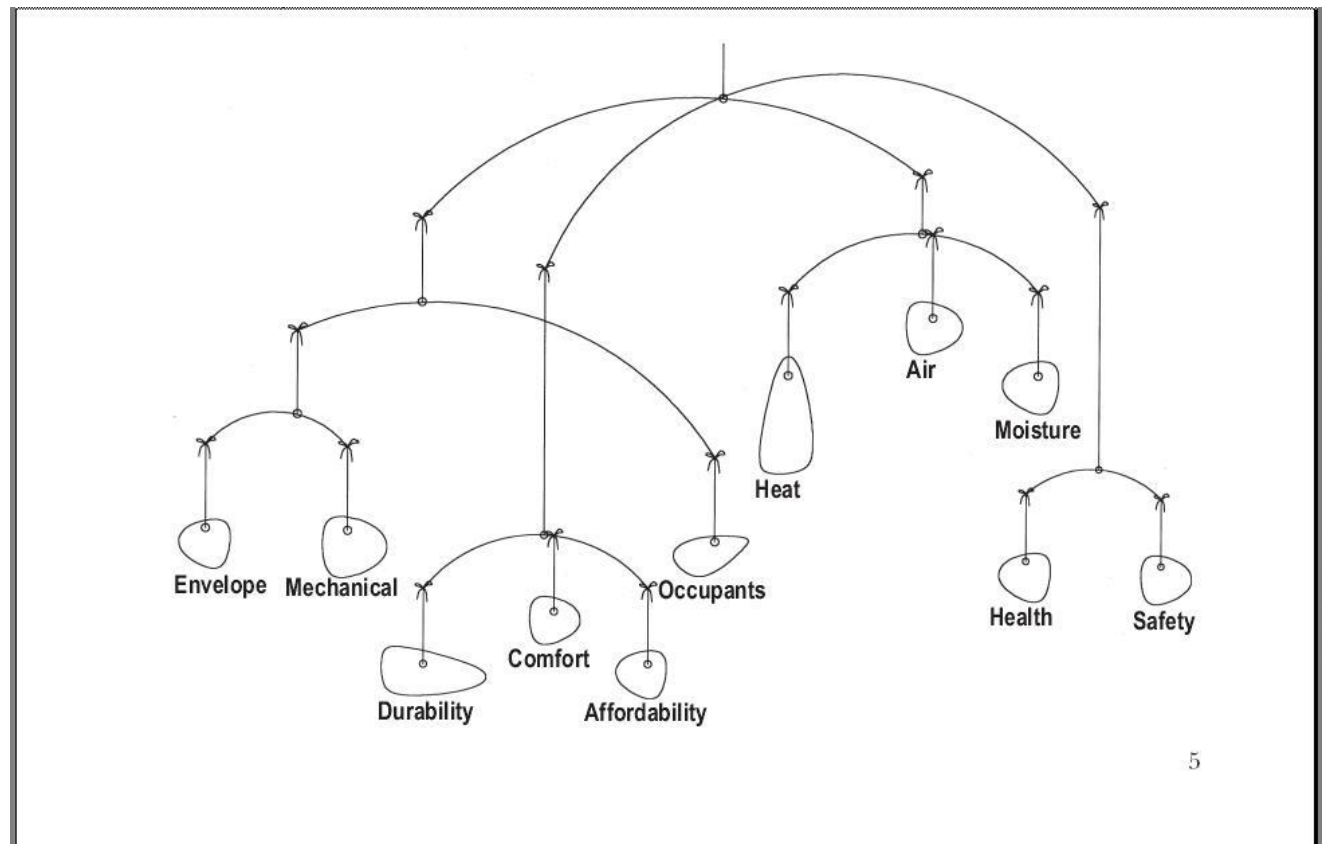 Air
Moisture
Heat
Envelope
Mechanical
Occupants
Health
Safety
Comfort
Durability
Affordability
5